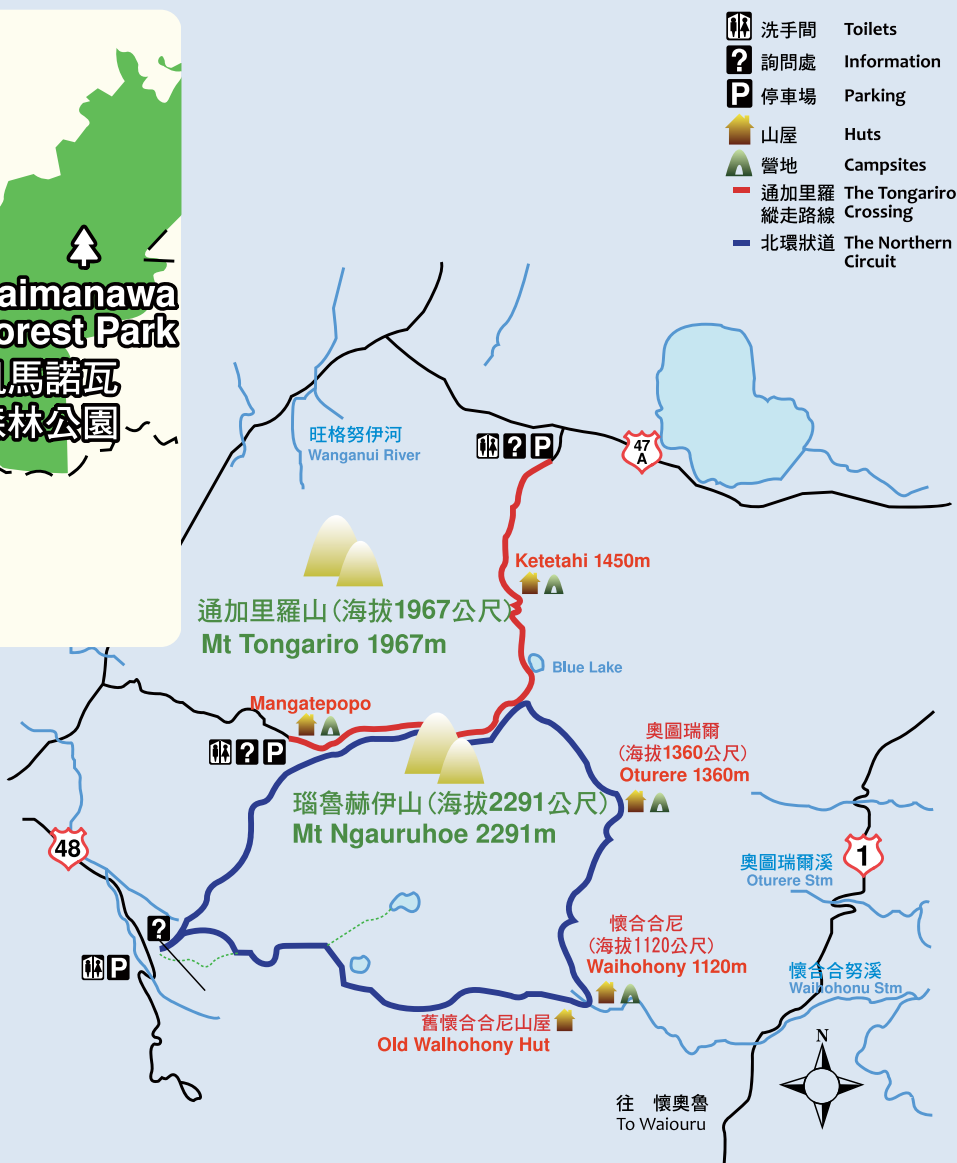 洗手間 Toilets
詢問處 Information
停車場 Parking
山屋 Huts
營地 Campsites
通加里羅 The Tongariro
縱走路線 Crossing
北環狀道 The Northern
Circuit
aimanawa
orest Park
馬諾瓦
森林公園
旺格努伊河
Wanganui River
47
A
? P
Ketetahi 1450m
通加里羅山(海拔1967公尺)
Mt Tongariro 1967m
Blue Lake
Mangatepopo
? P
奧圖瑞爾
(海拔1360公尺)
Oturere 1360m
瑙魯赫伊山(海拔2291公尺)
Mt Ngauruhoe 2291m
48
1
奧圖瑞爾溪
Oturere Stm
?
P
懷合合尼
(海拔1120公尺)
Waihohony 1120m
懷合合努溪
Waihohonu Stm
舊懷合合尼山屋
Old Walhohony Hut
N
往 懷奧魯
To Waiouru